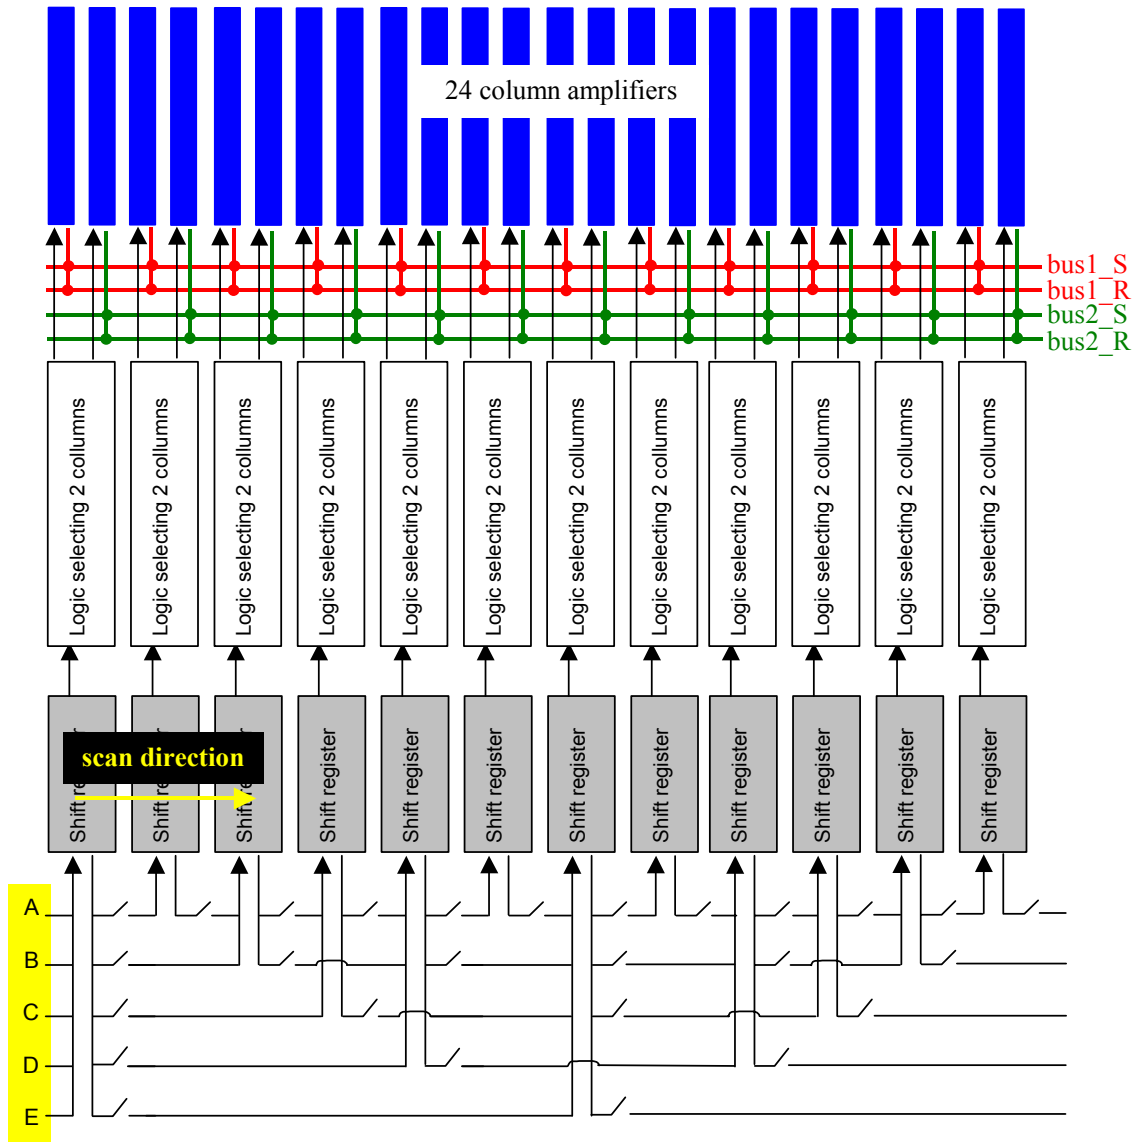 24 column amplifiers
bus1_S
bus1_R
bus2_S
bus2_R
Logic selecting 2 collumns
Logic selecting 2 collumns
Logic selecting 2 collumns
Logic selecting 2 collumns
Logic selecting 2 collumns
Logic selecting 2 collumns
Logic selecting 2 collumns
Logic selecting 2 collumns
Logic selecting 2 collumns
Logic selecting 2 collumns
Logic selecting 2 collumns
Logic selecting 2 collumns
scan direction
Shift register
Shift register
Shift register
Shift register
Shift register
Shift register
Shift register
Shift register
Shift register
A
B
C
D
E